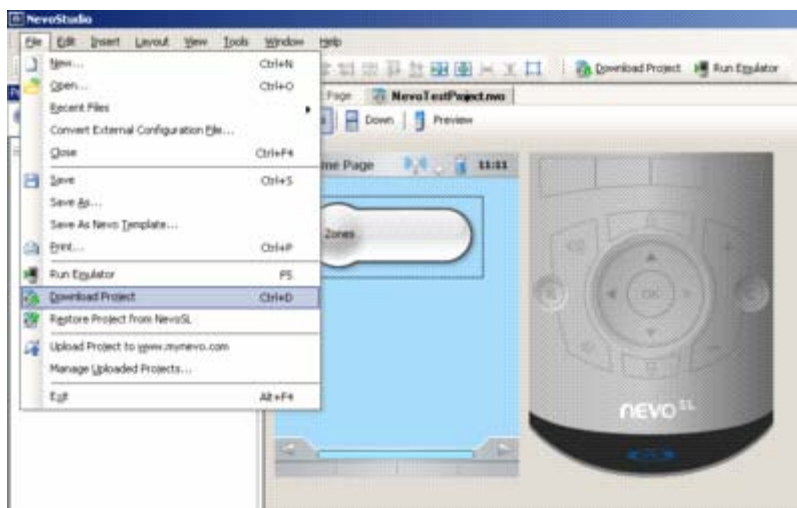 NevoStudio
File Edit Insert Layout View Tools Window Help
New... Ctrl+N
Open... Ctrl+O
Recent Files
Convert External Configuration File...
Close Ctrl+F4
Save Ctrl+S
Save As...
Save As Nevo Template...
Print... Ctrl+P
Run Emulator F5
Download Project Ctrl+D
Restore Project from NevoSL
Upload Project to www.mynevo.com
Manage Uploaded Projects...
Exit Alt+F4
Download Project Run Emulator
Page NevoTestProject.nvo
Down Preview
me Page 11:11
Zones
OK
nevo SL